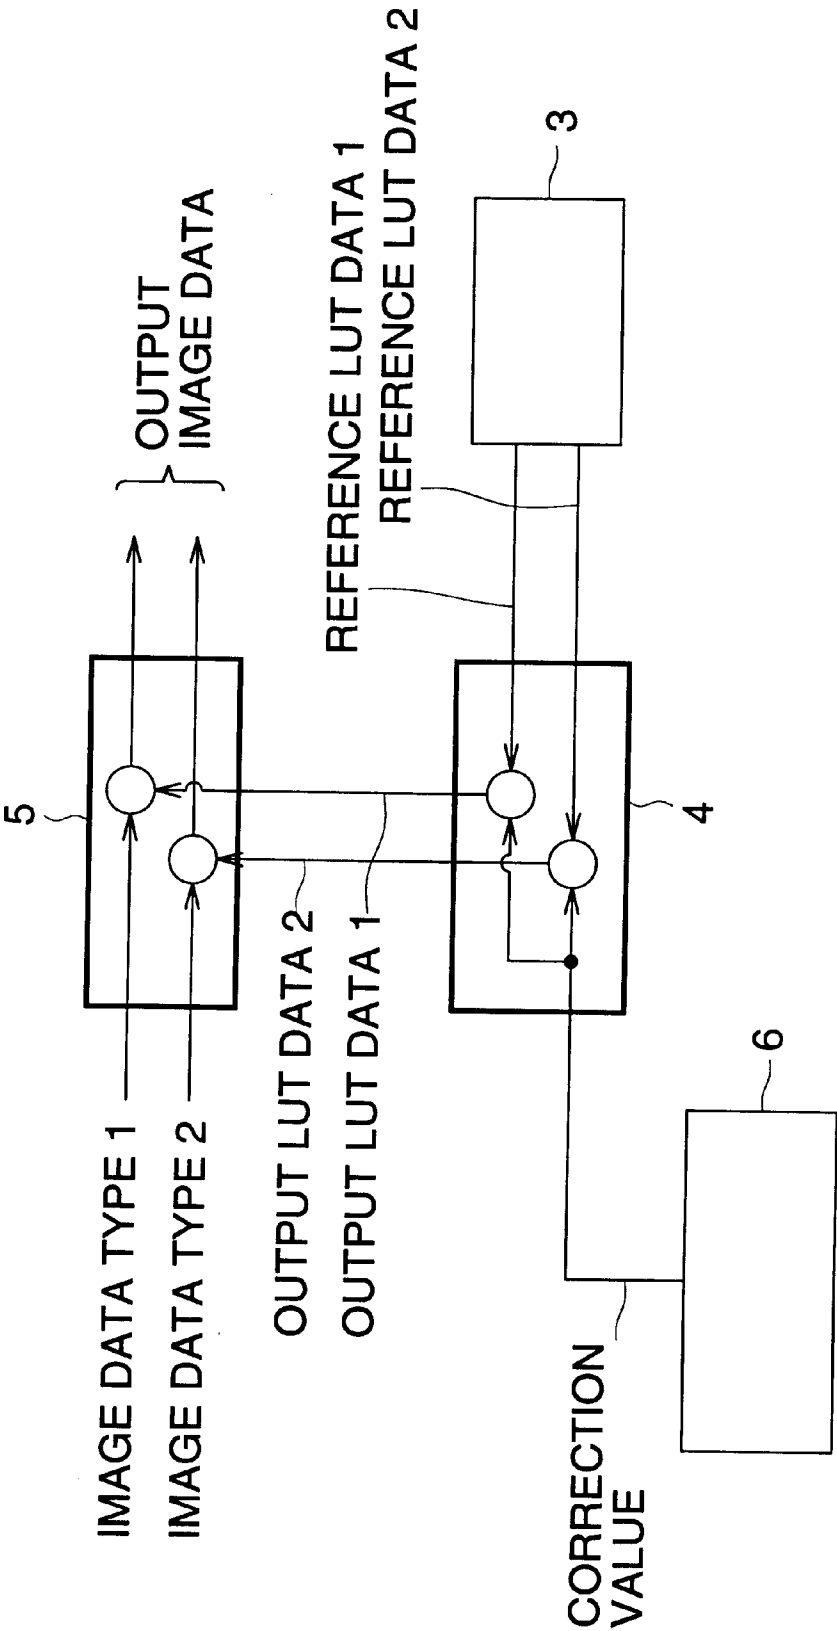 IMAGE DATA TYPE 1
IMAGE DATA TYPE 2
5
OUTPUT
IMAGE DATA
OUTPUT LUT DATA 2
OUTPUT LUT DATA 1
REFERENCE LUT DATA 1
REFERENCE LUT DATA 2
3
4
CORRECTION
VALUE
6